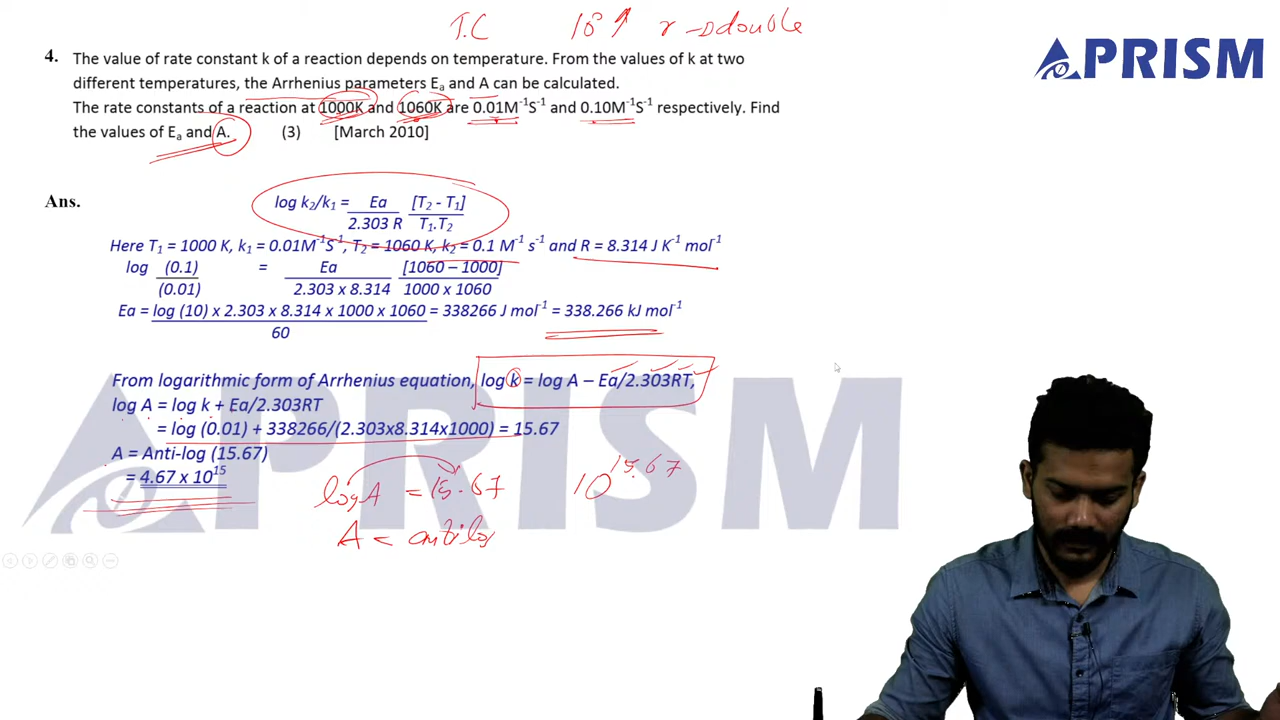 T.C 10° ↑ r → double
PRISM
4. The value of rate constant k of a reaction depends on temperature. From the values of k at two
different temperatures, the Arrhenius parameters Eₐ and A can be calculated.
The rate constants of a reaction at 1000K and 1060K are 0.01M⁻¹S⁻¹ and 0.10M⁻¹S⁻¹ respectively. Find
the values of Eₐ and A. (3) [March 2010]
Ans.
log k₂/k₁ = Ea [T₂ - T₁]
2.303 R T₁.T₂
Here T₁ = 1000 K, k₁ = 0.01M⁻¹S⁻¹, T₂ = 1060 K, k₂ = 0.1 M⁻¹ s⁻¹ and R = 8.314 J K⁻¹ mol⁻¹
log (0.1) = Ea [1060 – 1000]
(0.01) 2.303 x 8.314 1000 x 1060
Ea = log (10) x 2.303 x 8.314 x 1000 x 1060 = 338266 J mol⁻¹ = 338.266 kJ mol⁻¹
60
From logarithmic form of Arrhenius equation, log k = log A – Ea/2.303RT,
log A = log k + Ea/2.303RT
= log (0.01) + 338266/(2.303x8.314x1000) = 15.67
A = Anti-log (15.67)
= 4.67 x 10¹⁵
log A = 15.67 10^15.67
A = antilog
PRISM